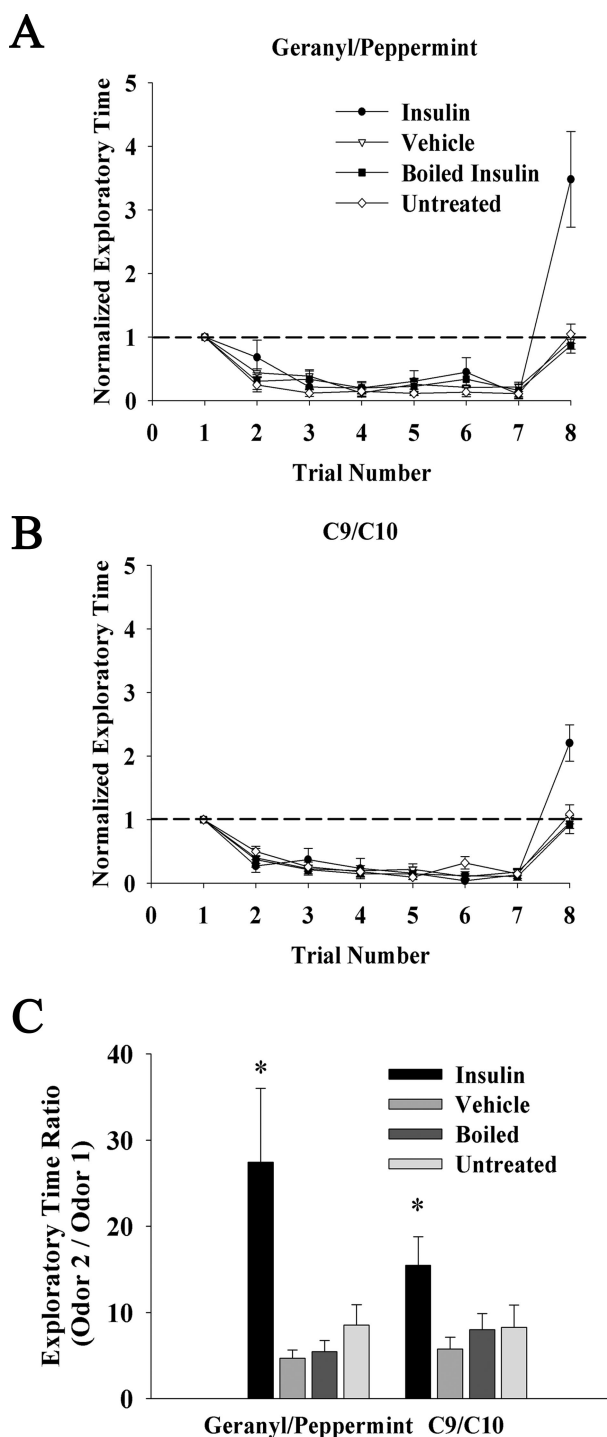 A
Geranyl/Peppermint
Normalized Exploratory Time
5
4
3
2
1
0
Insulin
Vehicle
Boiled Insulin
Untreated
0 1 2 3 4 5 6 7 8
Trial Number
B
C9/C10
Normalized Exploratory Time
5
4
3
2
1
0
0 1 2 3 4 5 6 7 8
Trial Number
C
Exploratory Time Ratio
(Odor 2 / Odor 1)
40
30
20
10
0
*
*
Insulin
Vehicle
Boiled
Untreated
Geranyl/Peppermint C9/C10